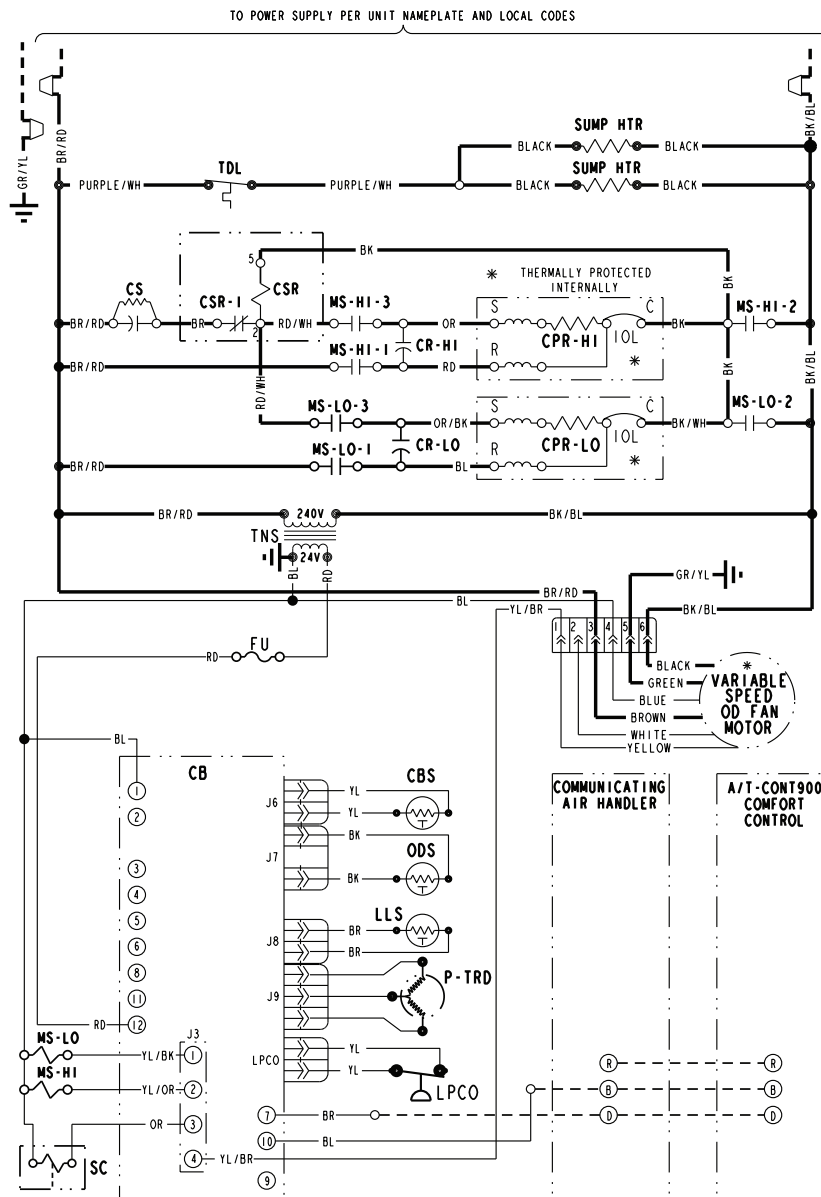 TO POWER SUPPLY PER UNIT NAMEPLATE AND LOCAL CODES
GR/YL
BR/RD
BK/BL
SUMP HTR
BLACK
BLACK
TDL
SUMP HTR
PURPLE/WH
PURPLE/WH
BLACK
BLACK
BK
5
CSR
CS
CSR-1
MS-HI-3
* THERMALLY PROTECTED
INTERNALLY
BK
MS-HI-2
BR/RD
BR
2
RD/WH
OR
S
C
BK
CPR-HI
IOL
MS-HI-1
CR-HI
BR/RD
RD
R
*
RD/WH
BK
BK/BL
MS-LO-3
OR/BK
S
C
BK/WH
MS-LO-2
CPR-LO
IOL
MS-LO-1
CR-LO
BR/RD
BL
R
*
BR/RD
240V
BK/BL
TNS
24V
BL
RD
GR/YL
BR/RD
BL
YL/BR
BK/BL
1 2 3 4 5 6
FU
RD
BLACK
GREEN
BLUE
BROWN
WHITE
YELLOW
*
VARIABLE
SPEED
OD FAN
MOTOR
BL
CB
1
2
3
4
5
6
8
11
12
RD
J6
YL
YL
CBS
J7
BK
BK
ODS
J8
BR
BR
LLS
J9
P-TRD
LPCO
YL
YL
LPCO
COMMUNICATING
AIR HANDLER
A/T-CONT900
COMFORT
CONTROL
J3
MS-LO
YL/BK
1
MS-HI
YL/OR
2
OR
3
SC
4
YL/BR
7
BR
10
BL
9
R
R
B
B
D
D